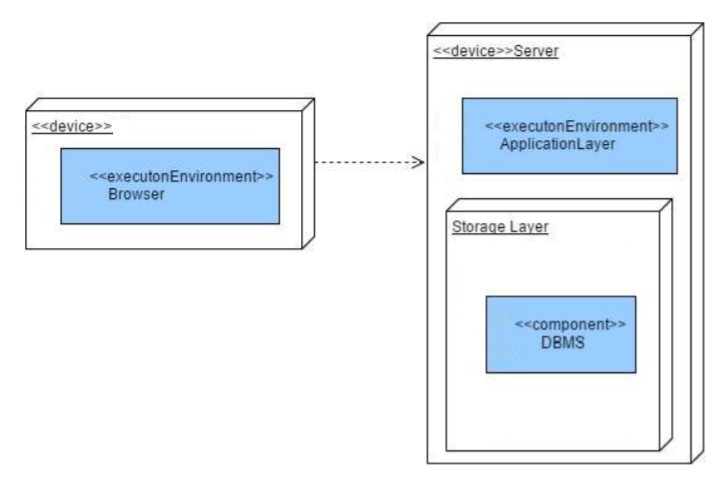 <<device>>Server
<<device>>
<<executonEnvironment>>
Browser
<<executonEnvironment>>
ApplicationLayer
Storage Layer
<<component>>
DBMS